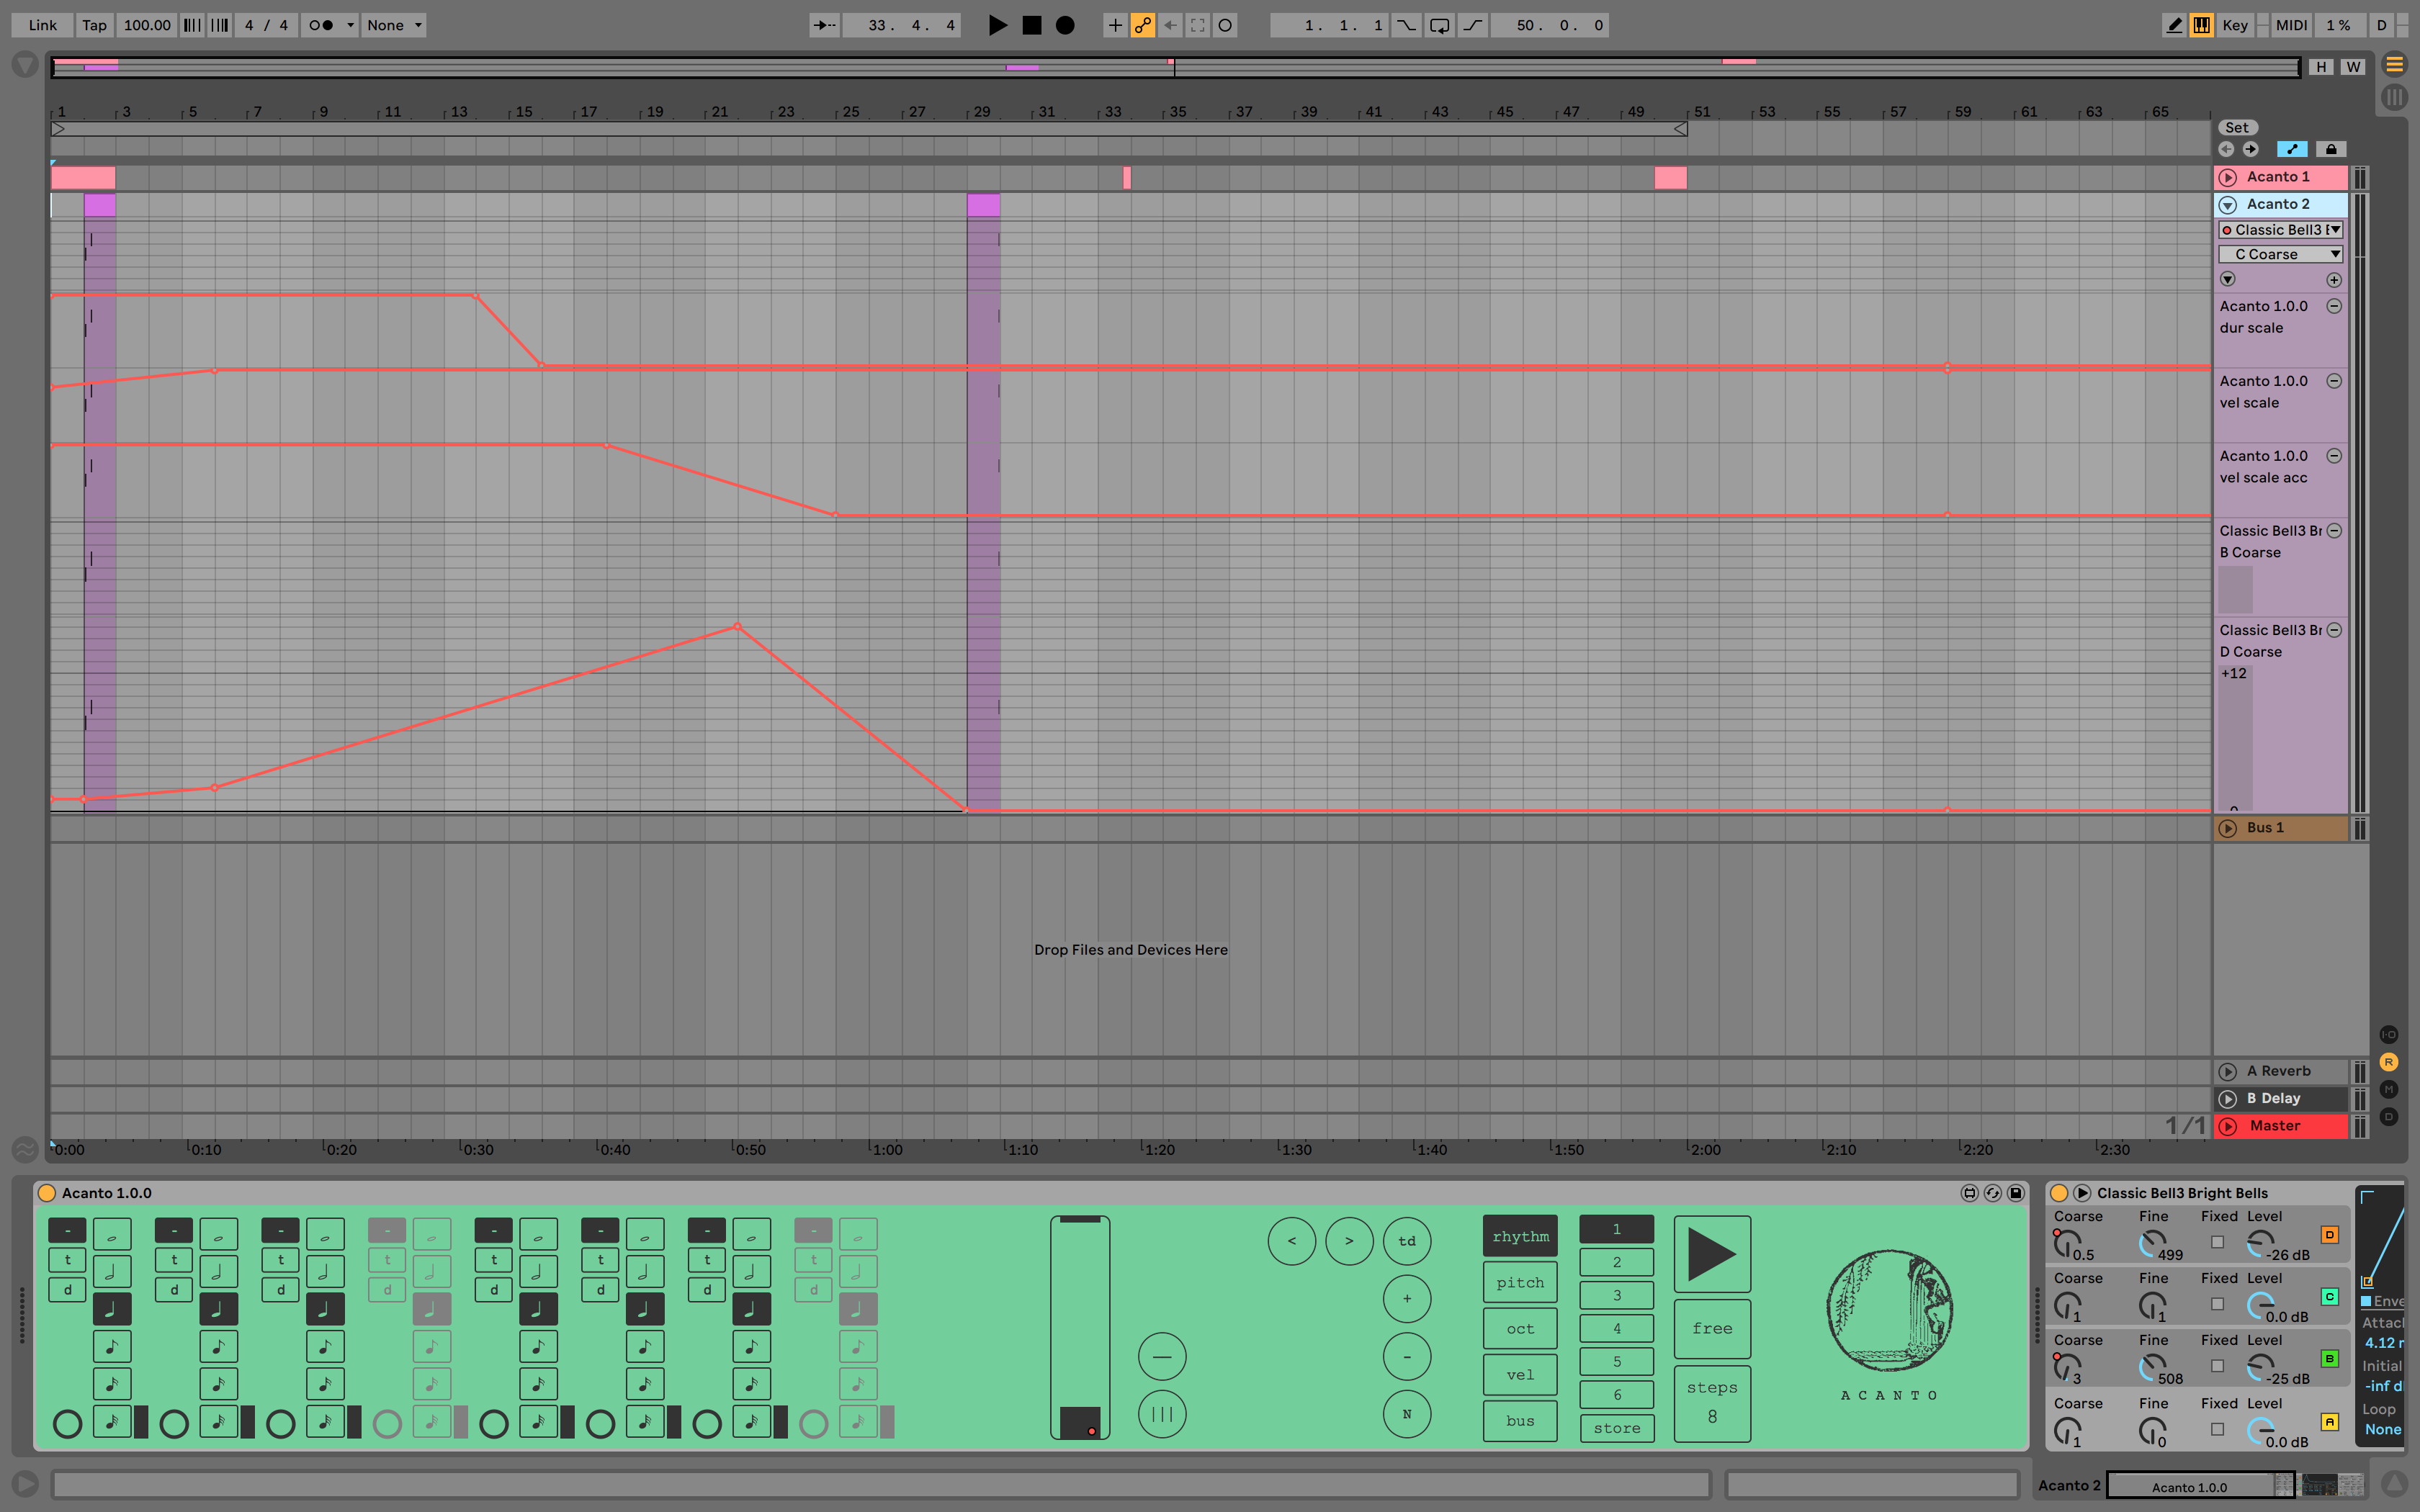 Link Tap 100.00 4 / 4 None 33. 4. 4 1. 1. 1 50. 0. 0 Key MIDI 1 % D
H W
1 3 5 7 9 11 13 15 17 19 21 23 25 27 29 31 33 35 37 39 41 43 45 47 49 51 53 55 57 59 61 63 65
Set
Acanto 1
Acanto 2
Classic Bell3 B
C Coarse
Acanto 1.0.0
dur scale
Acanto 1.0.0
vel scale
Acanto 1.0.0
vel scale acc
Classic Bell3 Br
B Coarse
Classic Bell3 Br
D Coarse
+12
0
Bus 1
Drop Files and Devices Here
I·O
A Reverb
R
B Delay
M
D
1/1
Master
0:00 0:10 0:20 0:30 0:40 0:50 1:00 1:10 1:20 1:30 1:40 1:50 2:00 2:10 2:20 2:30
Acanto 1.0.0
- - - - - - - -
t t t t t t t t
d d d d d d d d
< > td
+
-
N
rhythm
pitch
oct
vel
bus
1
2
3
4
5
6
store
free
steps
8
ACANTO
Classic Bell3 Bright Bells
Coarse Fine Fixed Level
0.5 499 -26 dB D
Coarse Fine Fixed Level
1 1 0.0 dB C
Coarse Fine Fixed Level
3 508 -25 dB B
Coarse Fine Fixed Level
1 0 0.0 dB A
Enve
Attack
4.12 m
Initial
-inf d
Loop
None
Acanto 2
Acanto 1.0.0